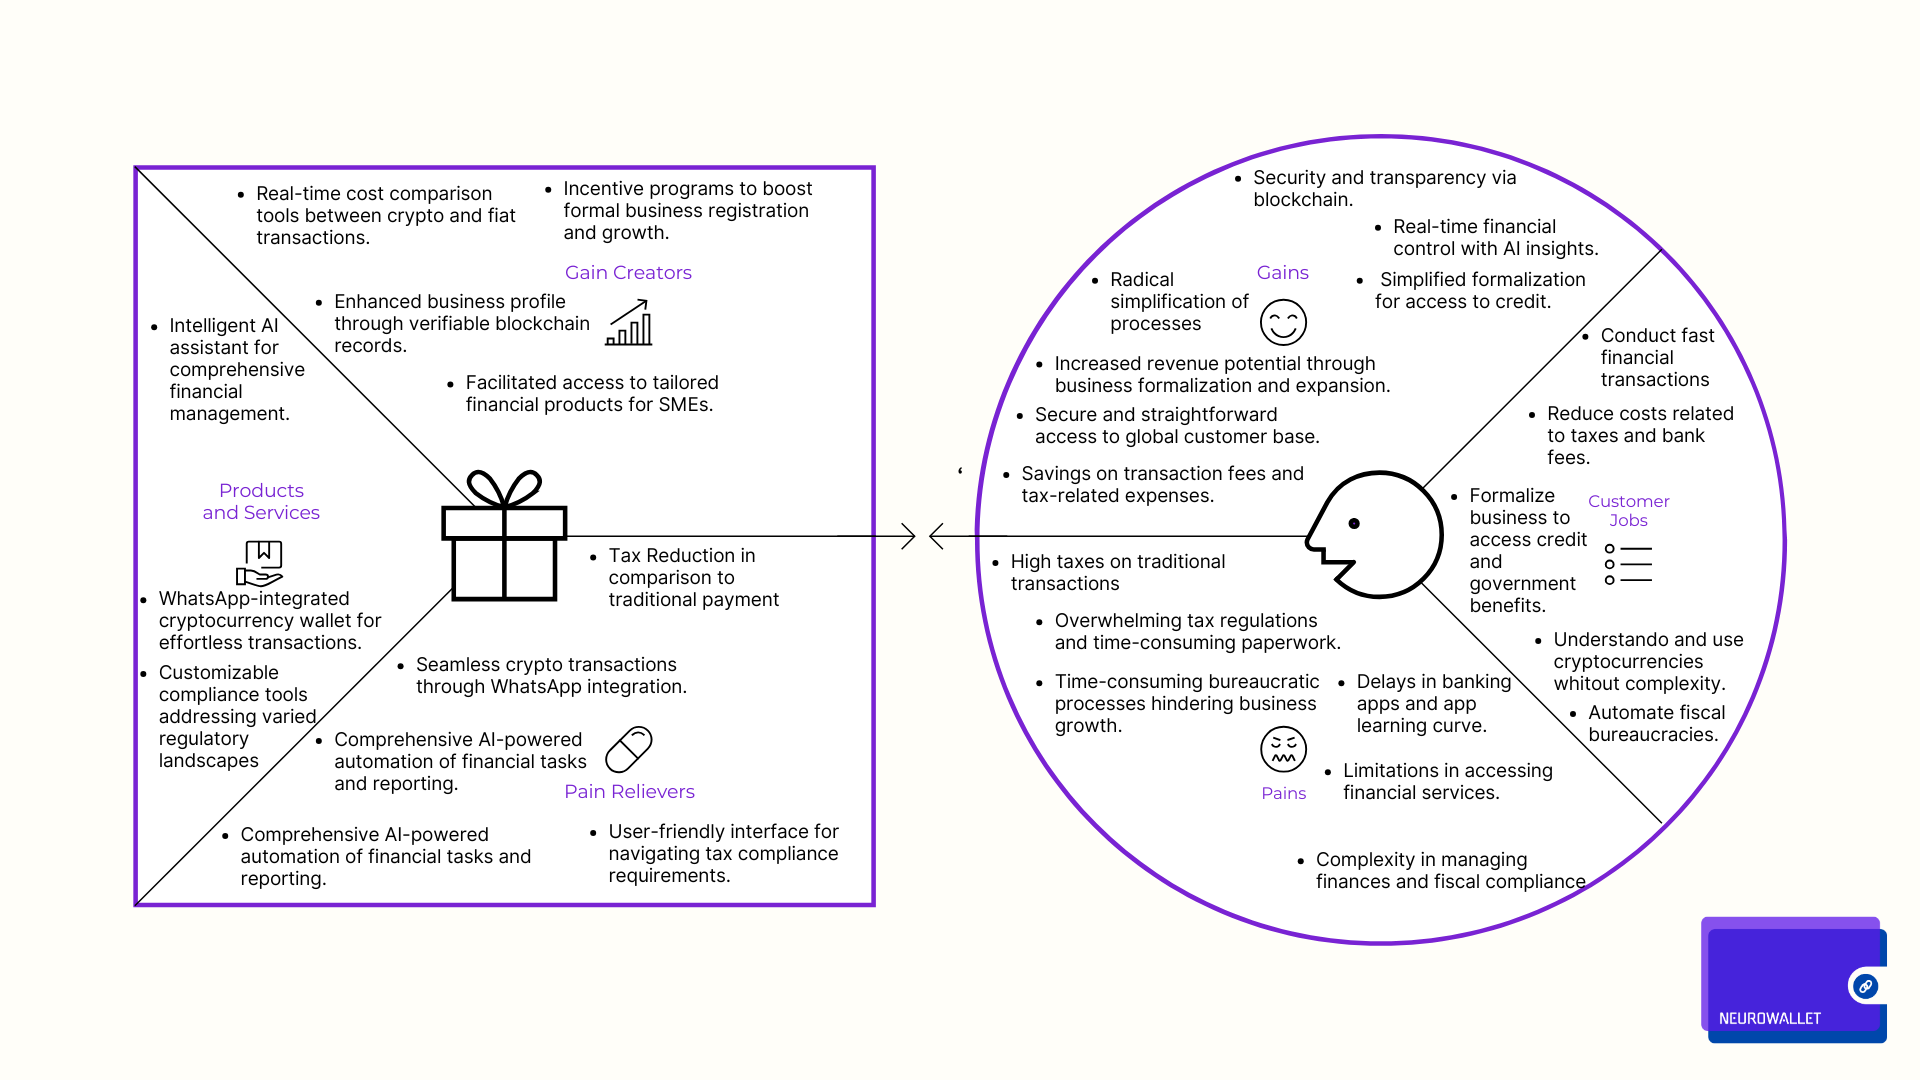 • Real-time cost comparison
tools between crypto and fiat
transactions.
• Incentive programs to boost
formal business registration
and growth.
Gain Creators
• Enhanced business profile
through verifiable blockchain
records.
• Facilitated access to tailored
financial products for SMEs.
• Intelligent AI
assistant for
comprehensive
financial
management.
Products
and Services
• WhatsApp-integrated
cryptocurrency wallet for
effortless transactions.
• Customizable
compliance tools
addressing varied
regulatory
landscapes
• Tax Reduction in
comparison to
traditional payment
• Seamless crypto transactions
through WhatsApp integration.
• Comprehensive AI-powered
automation of financial tasks
and reporting.
Pain Relievers
• Comprehensive AI-powered
automation of financial tasks and
reporting.
• User-friendly interface for
navigating tax compliance
requirements.
‘
• Security and transparency via
blockchain.
• Real-time financial
control with AI insights.
Gains
• Radical
simplification of
processes
• Simplified formalization
for access to credit.
• Increased revenue potential through
business formalization and expansion.
• Secure and straightforward
access to global customer base.
• Savings on transaction fees and
tax-related expenses.
• Conduct fast
financial
transactions
• Reduce costs related
to taxes and bank
fees.
• Formalize
business to
access credit
and
government
benefits.
Customer
Jobs
• Understando and use
cryptocurrencies
whitout complexity.
• Automate fiscal
bureaucracies.
• High taxes on traditional
transactions
• Overwhelming tax regulations
and time-consuming paperwork.
• Time-consuming bureaucratic
processes hindering business
growth.
• Delays in banking
apps and app
learning curve.
Pains
• Limitations in accessing
financial services.
• Complexity in managing
finances and fiscal compliance
NEUROWALLET